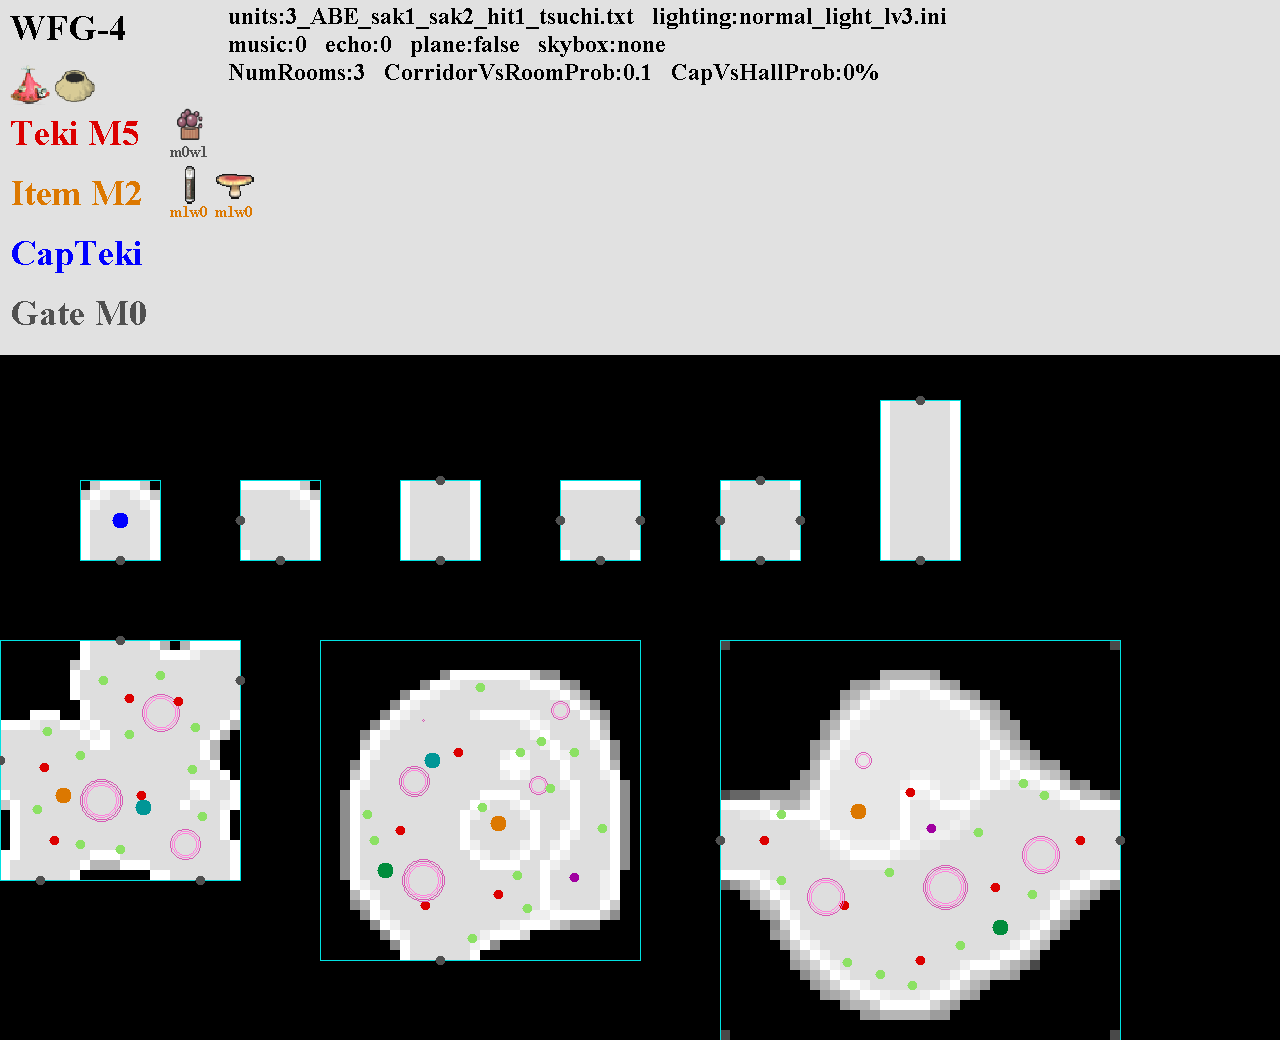 WFG-4
units:3_ABE_sak1_sak2_hit1_tsuchi.txt lighting:normal_light_lv3.ini
music:0 echo:0 plane:false skybox:none
NumRooms:3 CorridorVsRoomProb:0.1 CapVsHallProb:0%
Teki M5
m0w1
Item M2
m1w0 m1w0
CapTeki
Gate M0